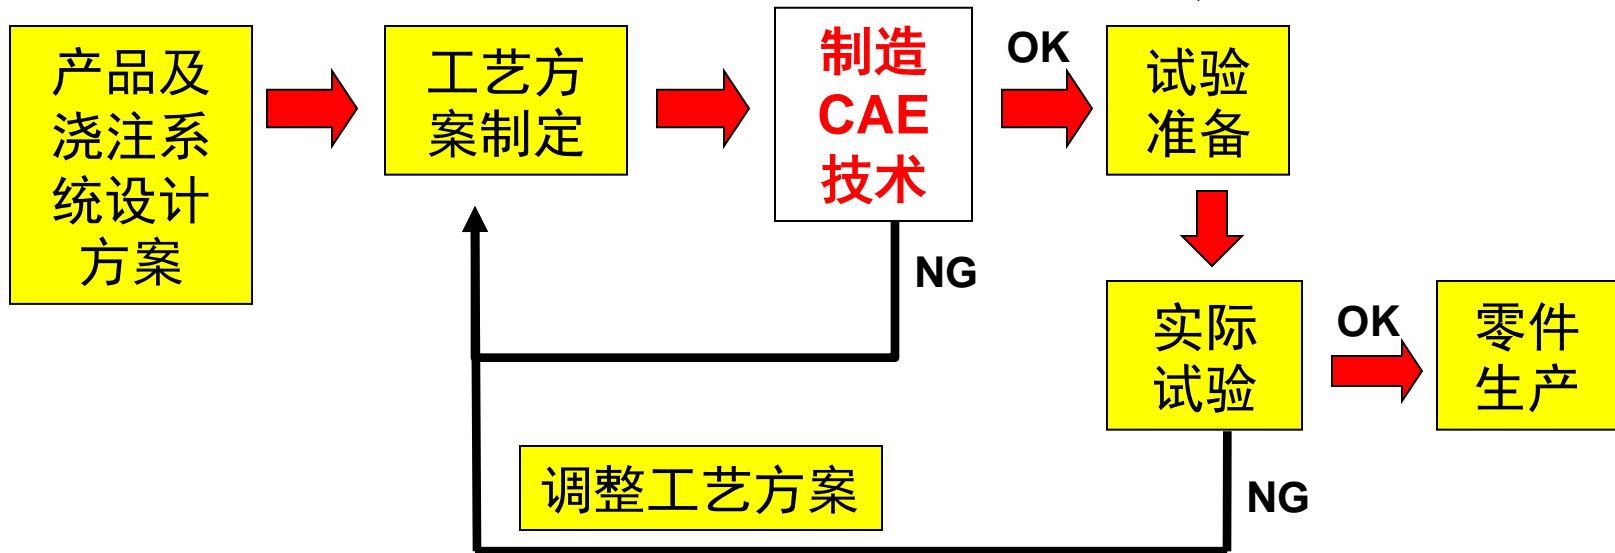 产品及
浇注系
统设计
方案
工艺方
案制定
制造
CAE
技术
OK
试验
准备
NG
实际
试验
OK
零件
生产
调整工艺方案
NG